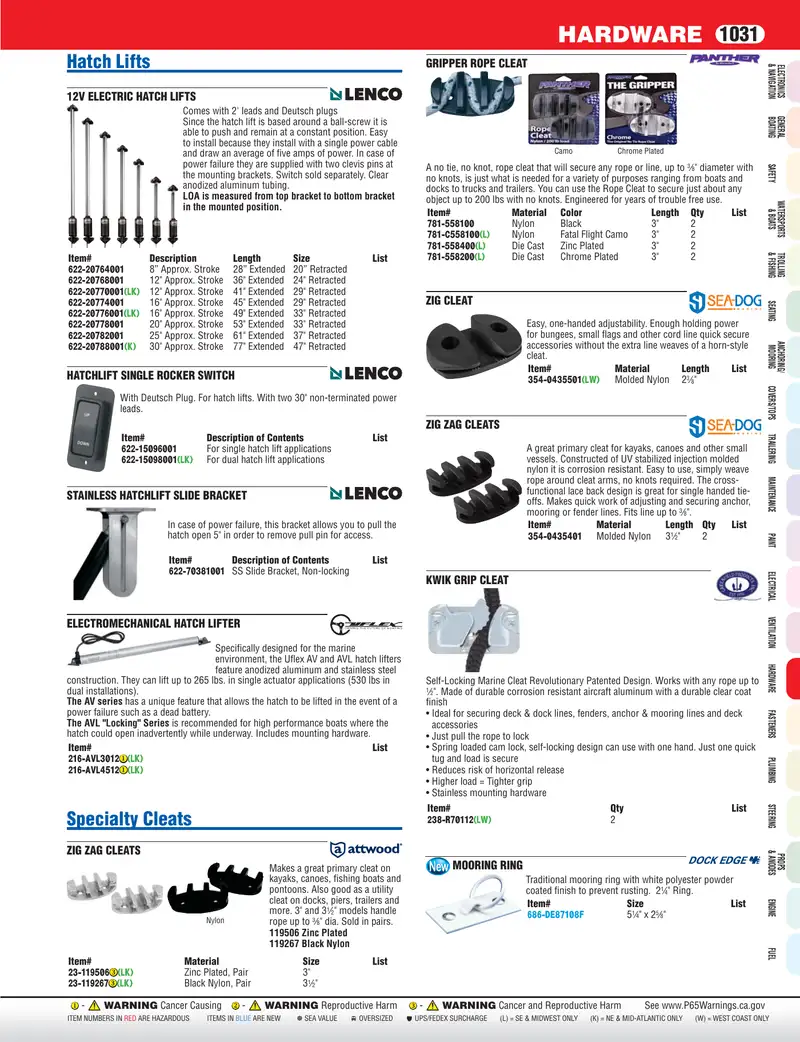 HARDWARE 1031
Hatch Lifts
12V ELECTRIC HATCH LIFTS
LENCO
Comes with 2' leads and Deutsch plugs
Since the hatch lift is based around a ball-screw it is
able to push and remain at a constant position. Easy
to install because they install with a single power cable
and draw an average of five amps of power. In case of
power failure they are supplied with two clevis pins at
the mounting brackets. Switch sold separately. Clear
anodized aluminum tubing.
LOA is measured from top bracket to bottom bracket
in the mounted position.
Item# Description Length Size List
622-20764001 8" Approx. Stroke 28" Extended 20" Retracted
622-20768001 12" Approx. Stroke 36" Extended 24" Retracted
622-20770001(LK) 12" Approx. Stroke 41" Extended 29" Retracted
622-20774001 16" Approx. Stroke 45" Extended 29" Retracted
622-20776001(LK) 16" Approx. Stroke 49" Extended 33" Retracted
622-20778001 20" Approx. Stroke 53" Extended 33" Retracted
622-20782001 25" Approx. Stroke 61" Extended 37" Retracted
622-20788001(K) 30" Approx. Stroke 77" Extended 47" Retracted
HATCHLIFT SINGLE ROCKER SWITCH
LENCO
UP
DOWN
With Deutsch Plug. For hatch lifts. With two 30" non-terminated power
leads.
Item# Description of Contents List
622-15096001 For single hatch lift applications
622-15098001(LK) For dual hatch lift applications
STAINLESS HATCHLIFT SLIDE BRACKET
LENCO
In case of power failure, this bracket allows you to pull the
hatch open 5" in order to remove pull pin for access.
Item# Description of Contents List
622-70381001 SS Slide Bracket, Non-locking
ELECTROMECHANICAL HATCH LIFTER
UFLEX
Specifically designed for the marine
environment, the Uflex AV and AVL hatch lifters
feature anodized aluminum and stainless steel
construction. They can lift up to 265 lbs. in single actuator applications (530 lbs in
dual installations).
The AV series has a unique feature that allows the hatch to be lifted in the event of a
power failure such as a dead battery.
The AVL "Locking" Series is recommended for high performance boats where the
hatch could open inadvertently while underway. Includes mounting hardware.
Item# List
216-AVL3012 1 (LK)
216-AVL4512 1 (LK)
Specialty Cleats
ZIG ZAG CLEATS
attwood
Nylon
Makes a great primary cleat on
kayaks, canoes, fishing boats and
pontoons. Also good as a utility
cleat on docks, piers, trailers and
more. 3" and 3½" models handle
rope up to ⅜" dia. Sold in pairs.
119506 Zinc Plated
119267 Black Nylon
Item# Material Size List
23-119506 3 (LK) Zinc Plated, Pair 3"
23-119267 3 (LK) Black Nylon, Pair 3½"
GRIPPER ROPE CLEAT
PANTHER
PANTHER
Rope
Cleat
Nylon / 200 lb load
THE GRIPPER
Chrome
Camo Chrome Plated
A no tie, no knot, rope cleat that will secure any rope or line, up to ⅜" diameter with
no knots, is just what is needed for a variety of purposes ranging from boats and
docks to trucks and trailers. You can use the Rope Cleat to secure just about any
object up to 200 lbs with no knots. Engineered for years of trouble free use.
Item# Material Color Length Qty List
781-558100 Nylon Black 3" 2
781-C558100(L) Nylon Fatal Flight Camo 3" 2
781-558400(L) Die Cast Zinc Plated 3" 2
781-558200(L) Die Cast Chrome Plated 3" 2
ZIG CLEAT
SEA-DOG
Easy, one-handed adjustability. Enough holding power
for bungees, small flags and other cord line quick secure
accessories without the extra line weaves of a horn-style
cleat.
Item# Material Length List
354-0435501(LW) Molded Nylon 2⅛"
ZIG ZAG CLEATS
SEA-DOG
A great primary cleat for kayaks, canoes and other small
vessels. Constructed of UV stabilized injection molded
nylon it is corrosion resistant. Easy to use, simply weave
rope around cleat arms, no knots required. The cross-
functional lace back design is great for single handed tie-
offs. Makes quick work of adjusting and securing anchor,
mooring or fender lines. Fits line up to ⅜".
Item# Material Length Qty List
354-0435401 Molded Nylon 3½" 2
KWIK GRIP CLEAT
Self-Locking Marine Cleat Revolutionary Patented Design. Works with any rope up to
½". Made of durable corrosion resistant aircraft aluminum with a durable clear coat
finish
• Ideal for securing deck & dock lines, fenders, anchor & mooring lines and deck
accessories
• Just pull the rope to lock
• Spring loaded cam lock, self-locking design can use with one hand. Just one quick
tug and load is secure
• Reduces risk of horizontal release
• Higher load = Tighter grip
• Stainless mounting hardware
Item# Qty List
238-R70112(LW) 2
New MOORING RING
DOCK EDGE
Traditional mooring ring with white polyester powder
coated finish to prevent rusting. 2¼" Ring.
Item# Size List
686-DE87108F 5¼" x 2⅝"
ELECTRONICS
& NAVIGATION
GENERAL
BOATING
SAFETY
WATERSPORTS
& BOATS
TROLLING
& FISHING
SEATING
ANCHORING/
MOORING
COVERS/TOPS
TRAILERING
MAINTENANCE
PAINT
ELECTRICAL
VENTILATION
HARDWARE
FASTENERS
PLUMBING
STEERING
PROPS
& ANODES
ENGINE
FUEL
1 - WARNING Cancer Causing 2 - WARNING Reproductive Harm 3 - WARNING Cancer and Reproductive Harm See www.P65Warnings.ca.gov
ITEM NUMBERS IN RED ARE HAZARDOUS ITEMS IN BLUE ARE NEW SEA VALUE OVERSIZED UPS/FEDEX SURCHARGE (L) = SE & MIDWEST ONLY (K) = NE & MID-ATLANTIC ONLY (W) = WEST COAST ONLY